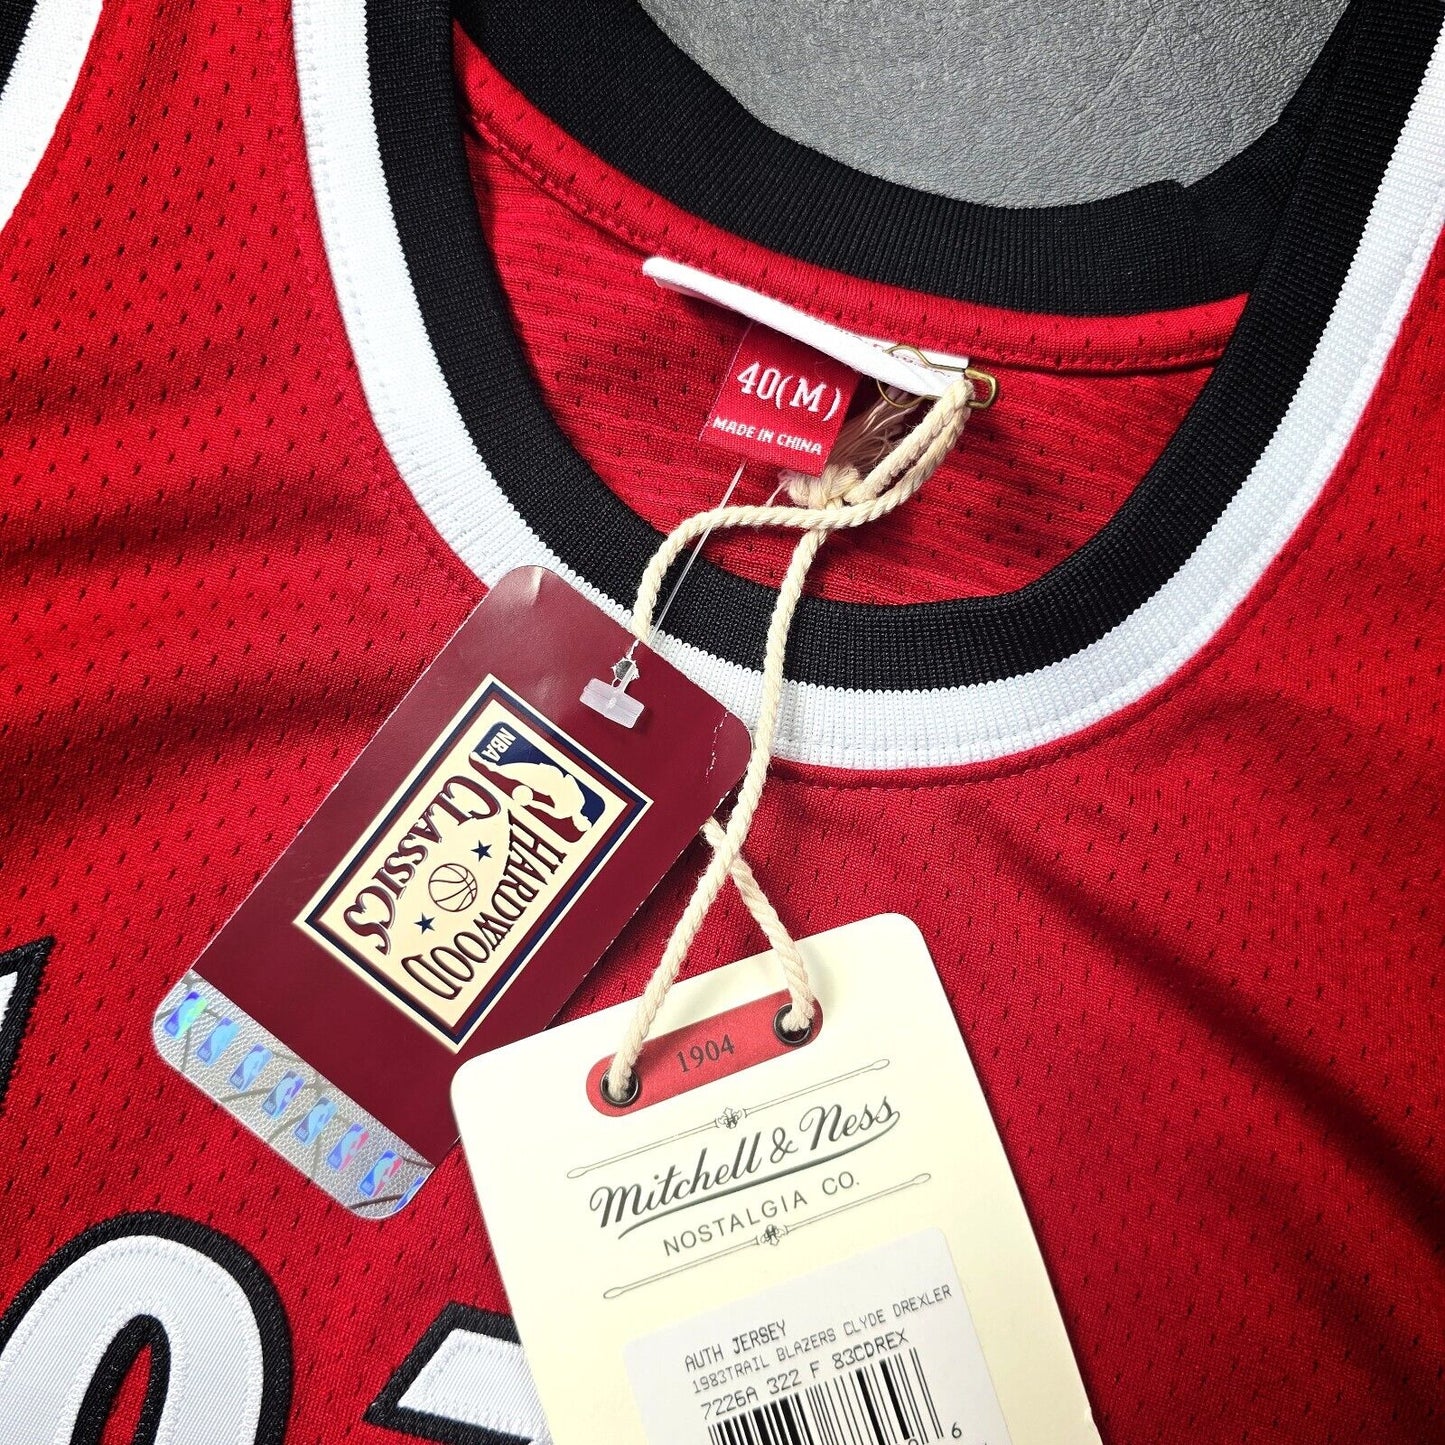 40(M)
MADE IN CHINA
NBA
HARDWOOD
CLASSICS
1904
Mitchell & Ness
NOSTALGIA CO.
AUTH JERSEY
1983TRAIL BLAZERS CLYDE DREXLER
7226A 322 F 83CDREX